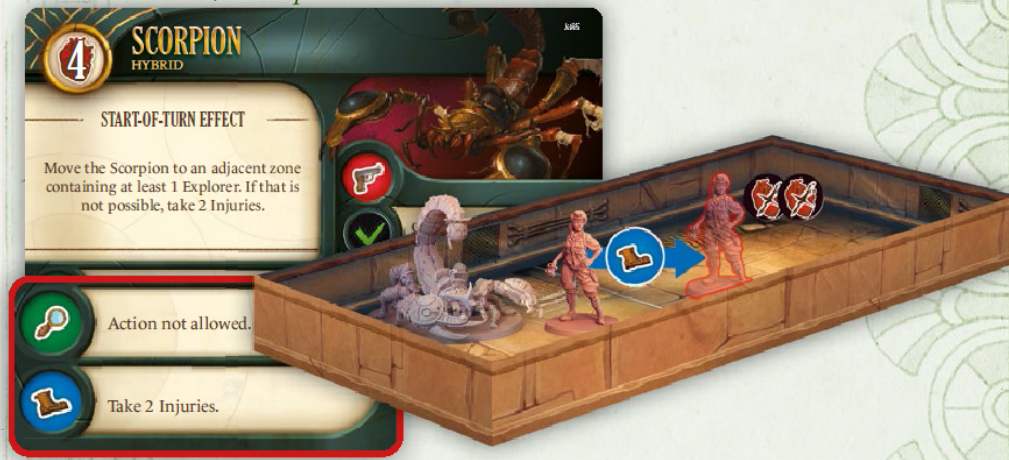 4
SCORPION
HYBRID
START-OF-TURN EFFECT
Move the Scorpion to an adjacent zone
containing at least 1 Explorer. If that is
not possible, take 2 Injuries.
Action not allowed.
Take 2 Injuries.